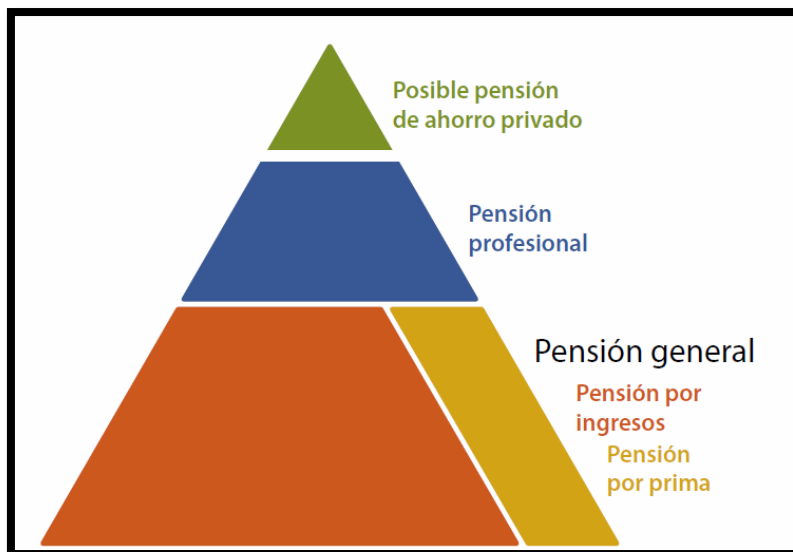 Posible pensión
de ahorro privado
Pensión
profesional
Pensión general
Pensión por
ingresos
Pensión
por prima